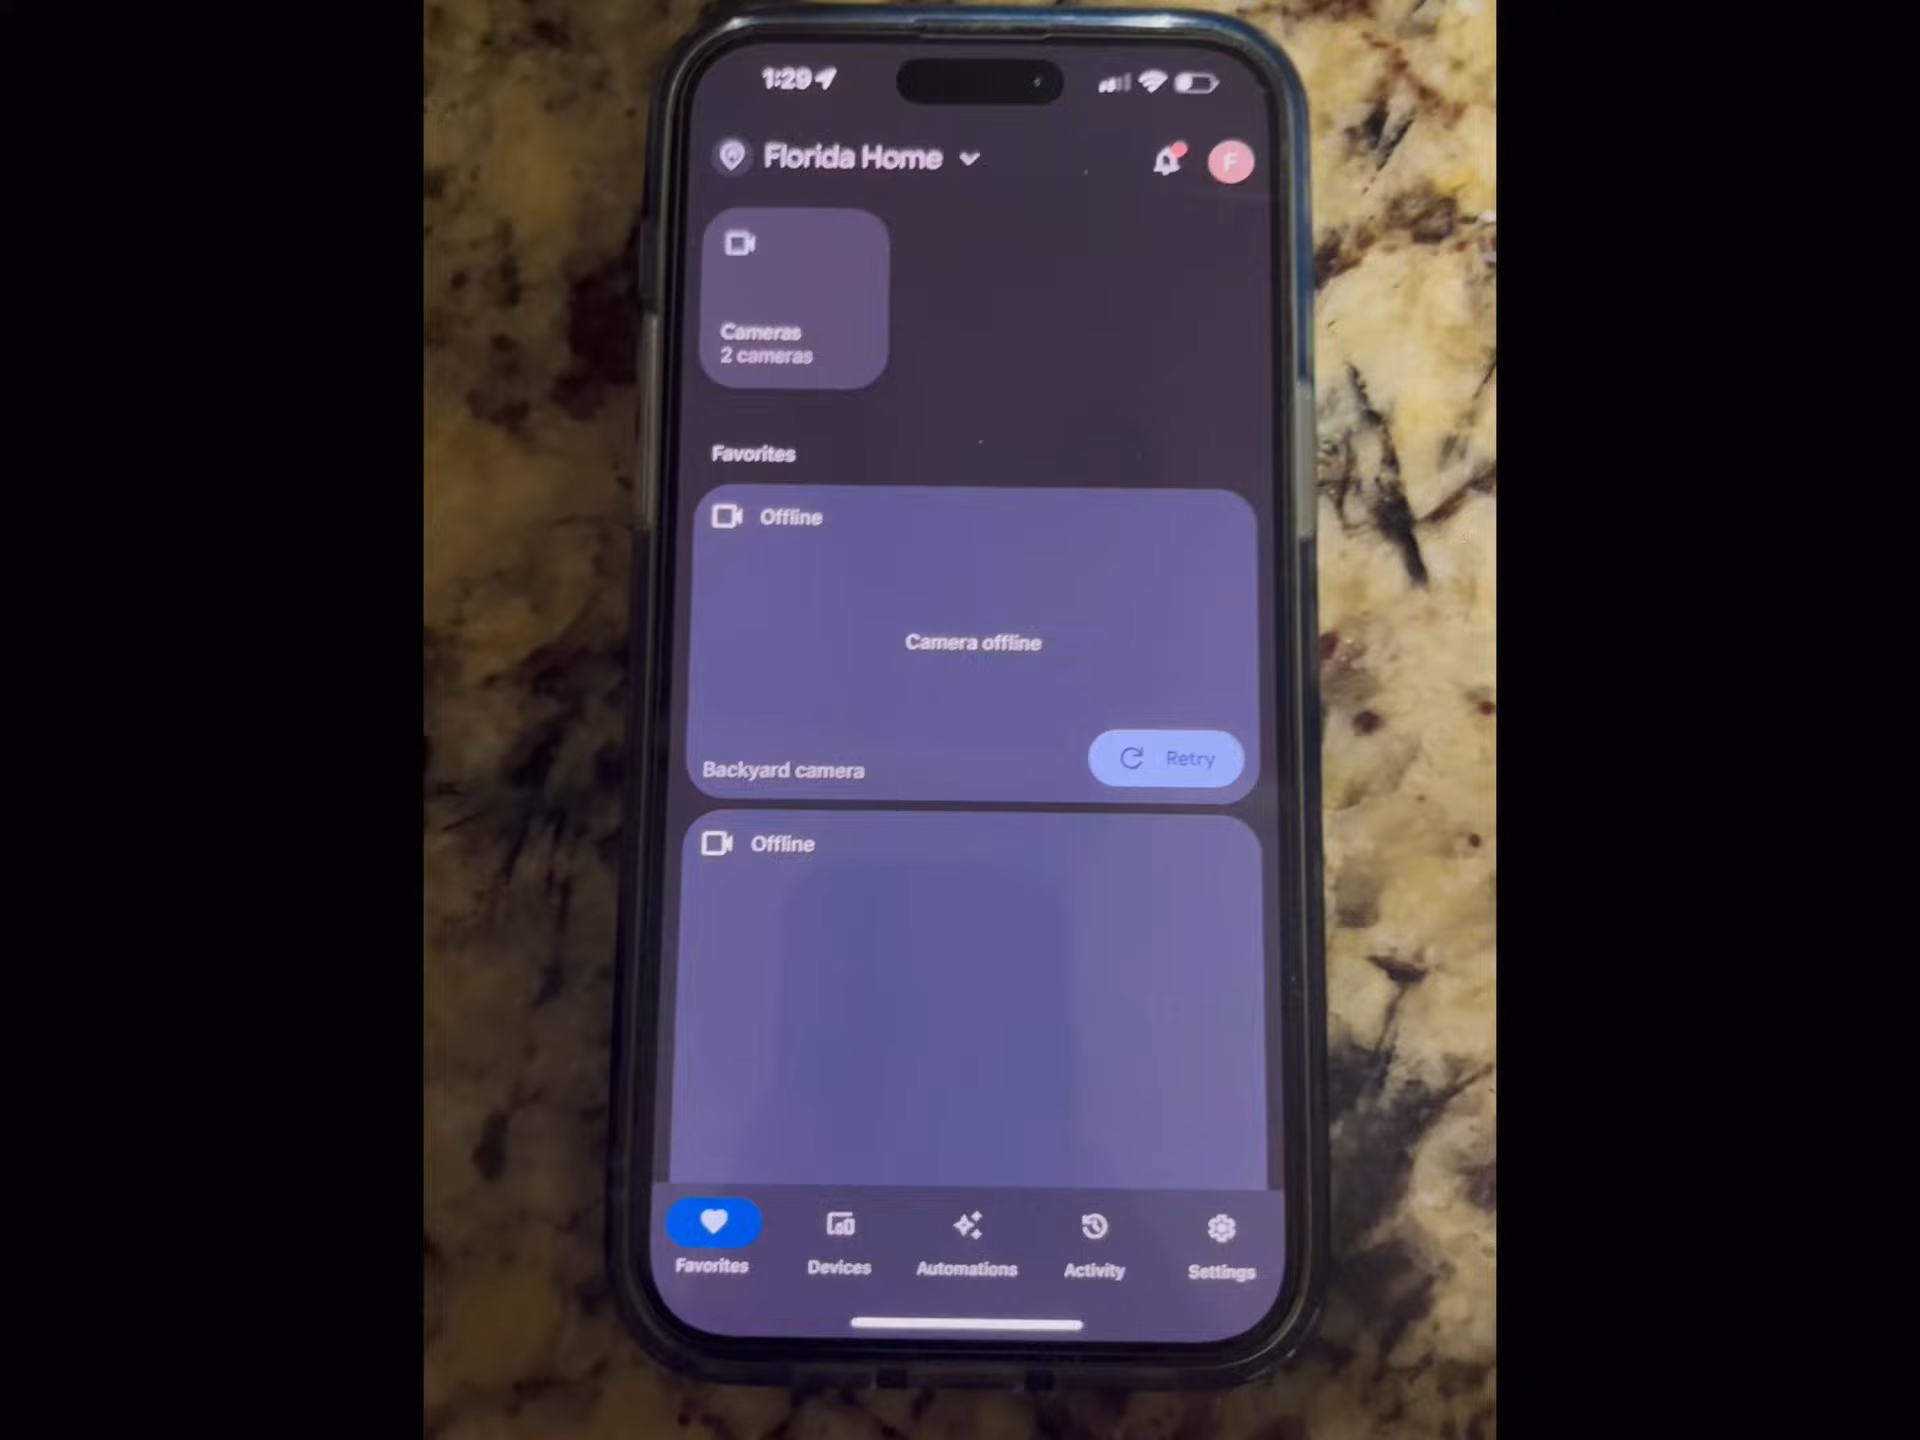 1:29
Florida Home
F
Cameras
2 cameras
Favorites
Offline
Camera offline
Backyard camera
Retry
Offline
Favorites
Devices
Automations
Activity
Settings